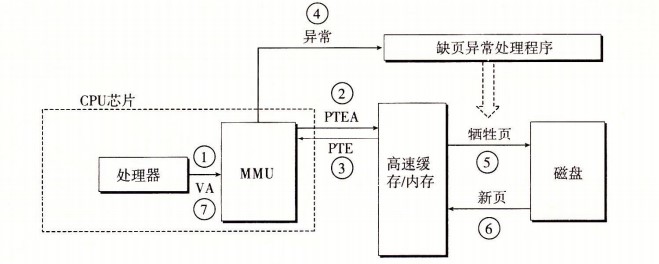 ④
异常
缺页异常处理程序
CPU芯片
②
PTEA
PTE
③
处理器
①
VA
⑦
MMU
高速缓
存/内存
牺牲页
⑤
新页
⑥
磁盘